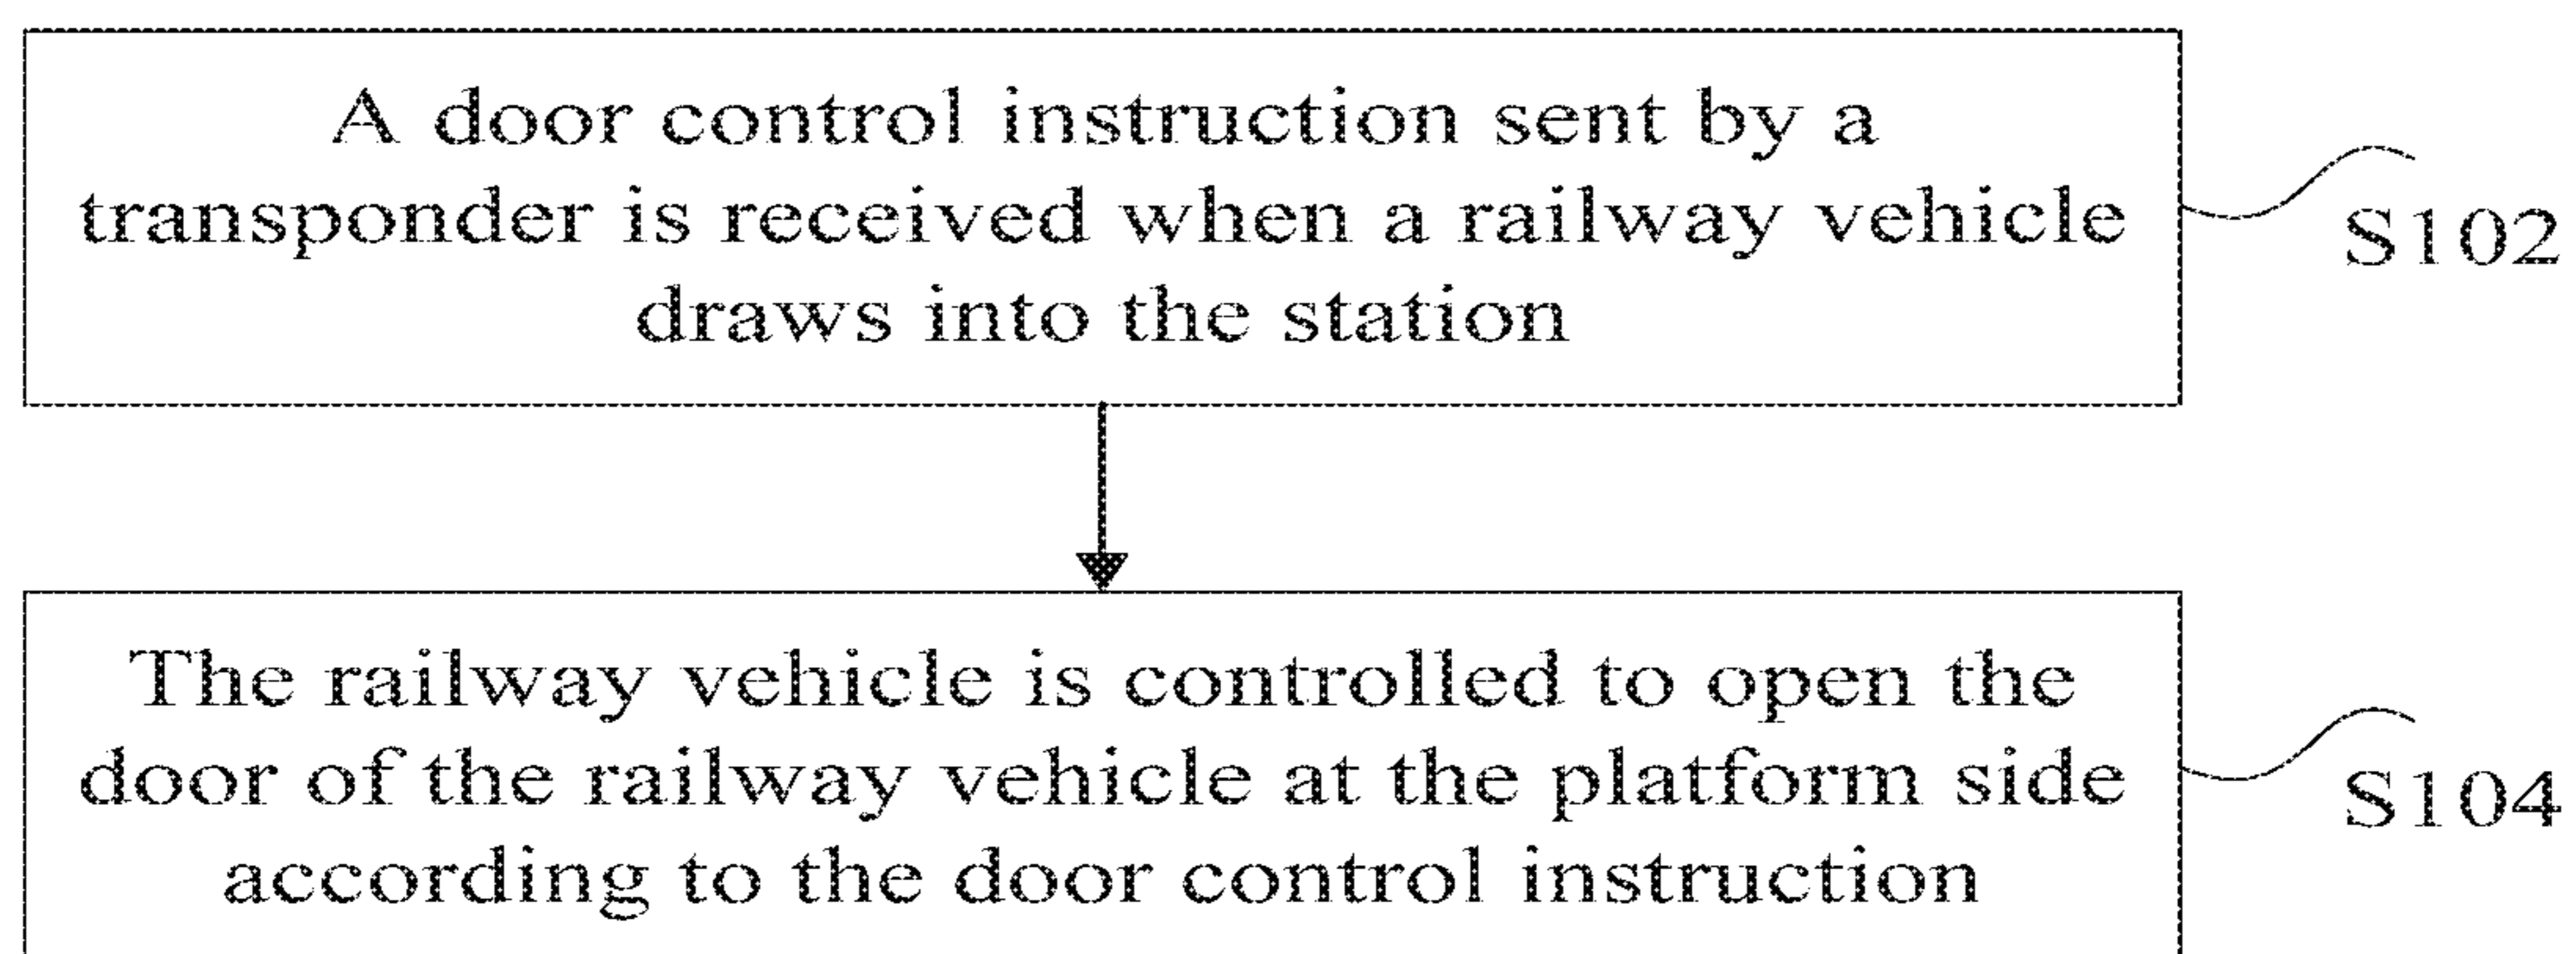 A door control instruction sent by a
transponder is received when a railway vehicle
draws into the station
S102
The railway vehicle is controlled to open the
door of the railway vehicle at the platform side
according to the door control instruction
S104